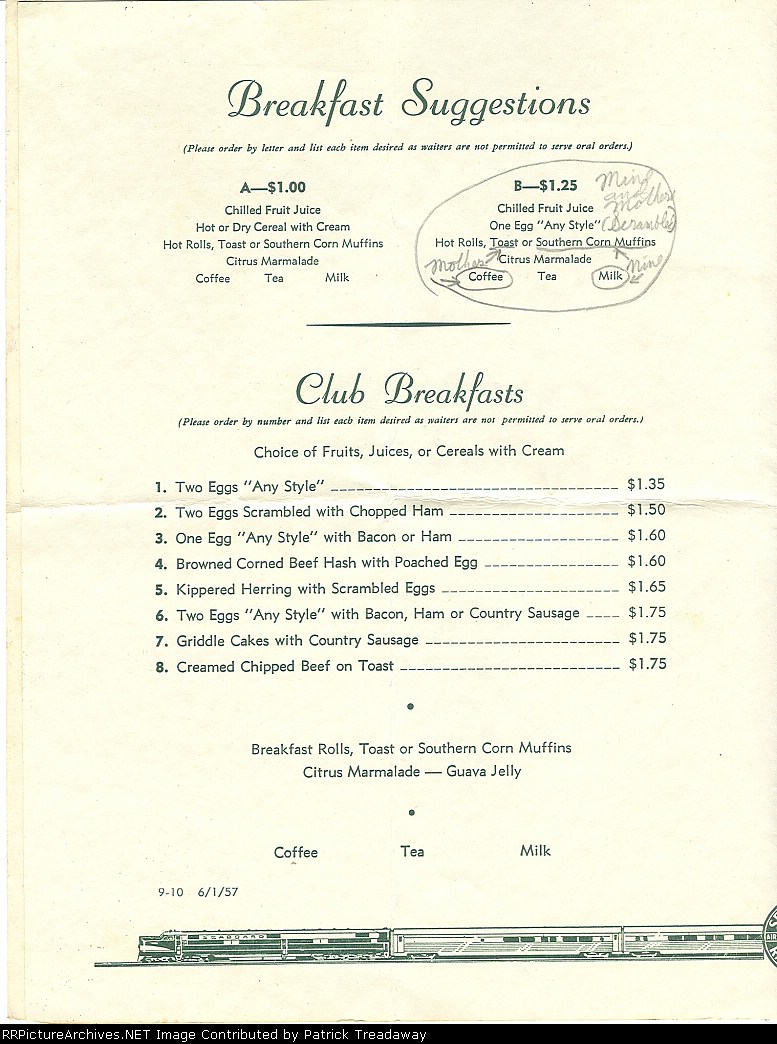 Breakfast Suggestions
(Please order by letter and list each item desired as waiters are not permitted to serve oral orders.)
A—$1.00
Chilled Fruit Juice
Hot or Dry Cereal with Cream
Hot Rolls, Toast or Southern Corn Muffins
Citrus Marmalade
Coffee Tea Milk
B—$1.25 Mine
and
Mothers
Chilled Fruit Juice
One Egg "Any Style" (Scrambled)
Hot Rolls, Toast or Southern Corn Muffins
Mothers Citrus Marmalade Mine
Coffee Tea Milk
Club Breakfasts
(Please order by number and list each item desired as waiters are not permitted to serve oral orders.)
Choice of Fruits, Juices, or Cereals with Cream
1. Two Eggs "Any Style" $1.35
2. Two Eggs Scrambled with Chopped Ham $1.50
3. One Egg "Any Style" with Bacon or Ham $1.60
4. Browned Corned Beef Hash with Poached Egg $1.60
5. Kippered Herring with Scrambled Eggs $1.65
6. Two Eggs "Any Style" with Bacon, Ham or Country Sausage $1.75
7. Griddle Cakes with Country Sausage $1.75
8. Creamed Chipped Beef on Toast $1.75
Breakfast Rolls, Toast or Southern Corn Muffins
Citrus Marmalade — Guava Jelly
Coffee Tea Milk
9-10 6/1/57
SEABOARD
RRPictureArchives.NET Image Contributed by Patrick Treadaway